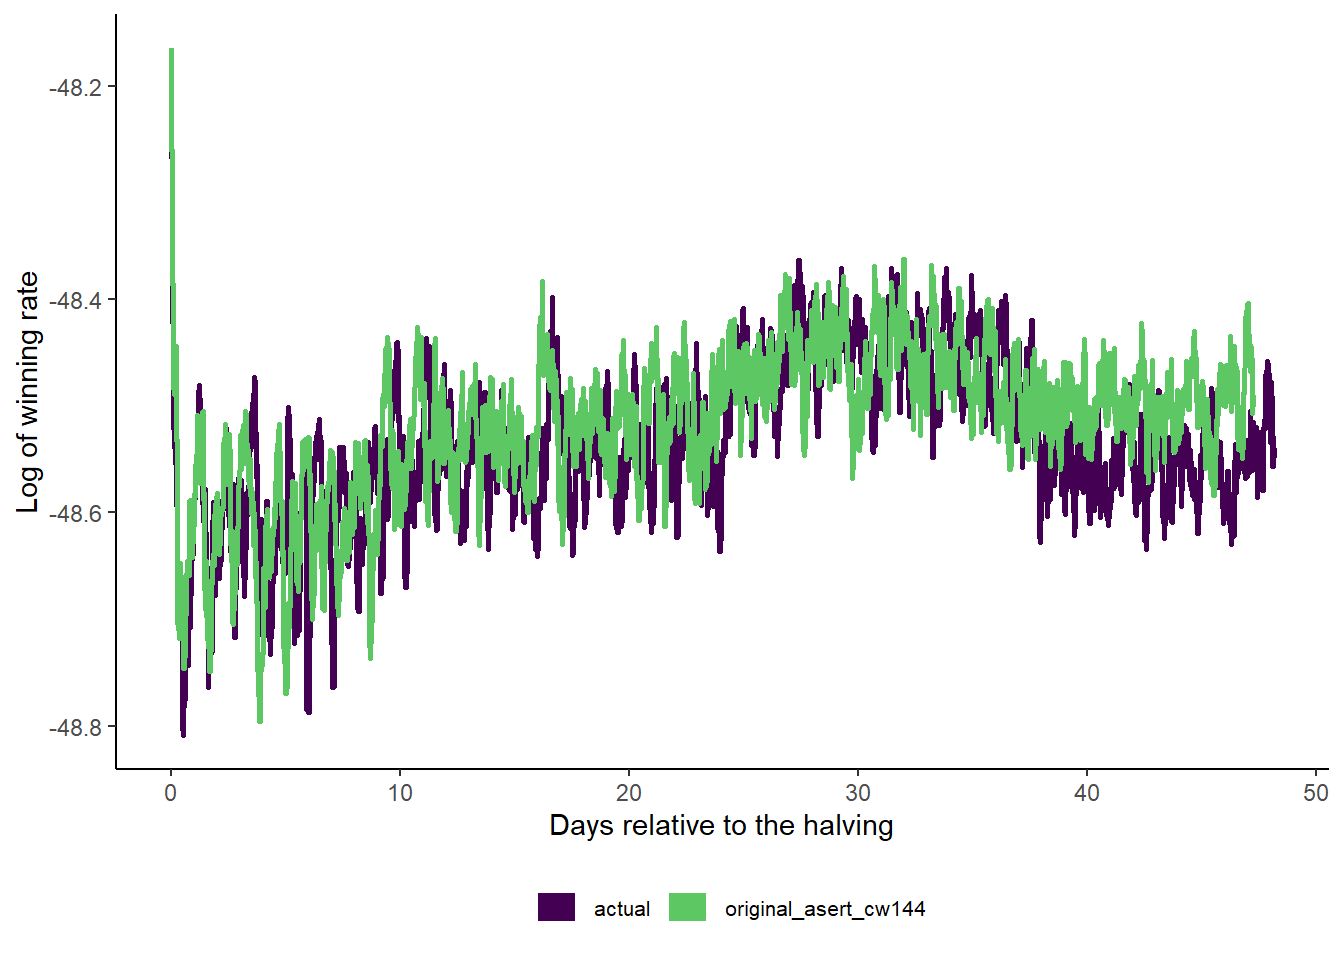 Log of winning rate
-48.2
-48.4
-48.6
-48.8
0 10 20 30 40 50
Days relative to the halving
actual original_asert_cw144